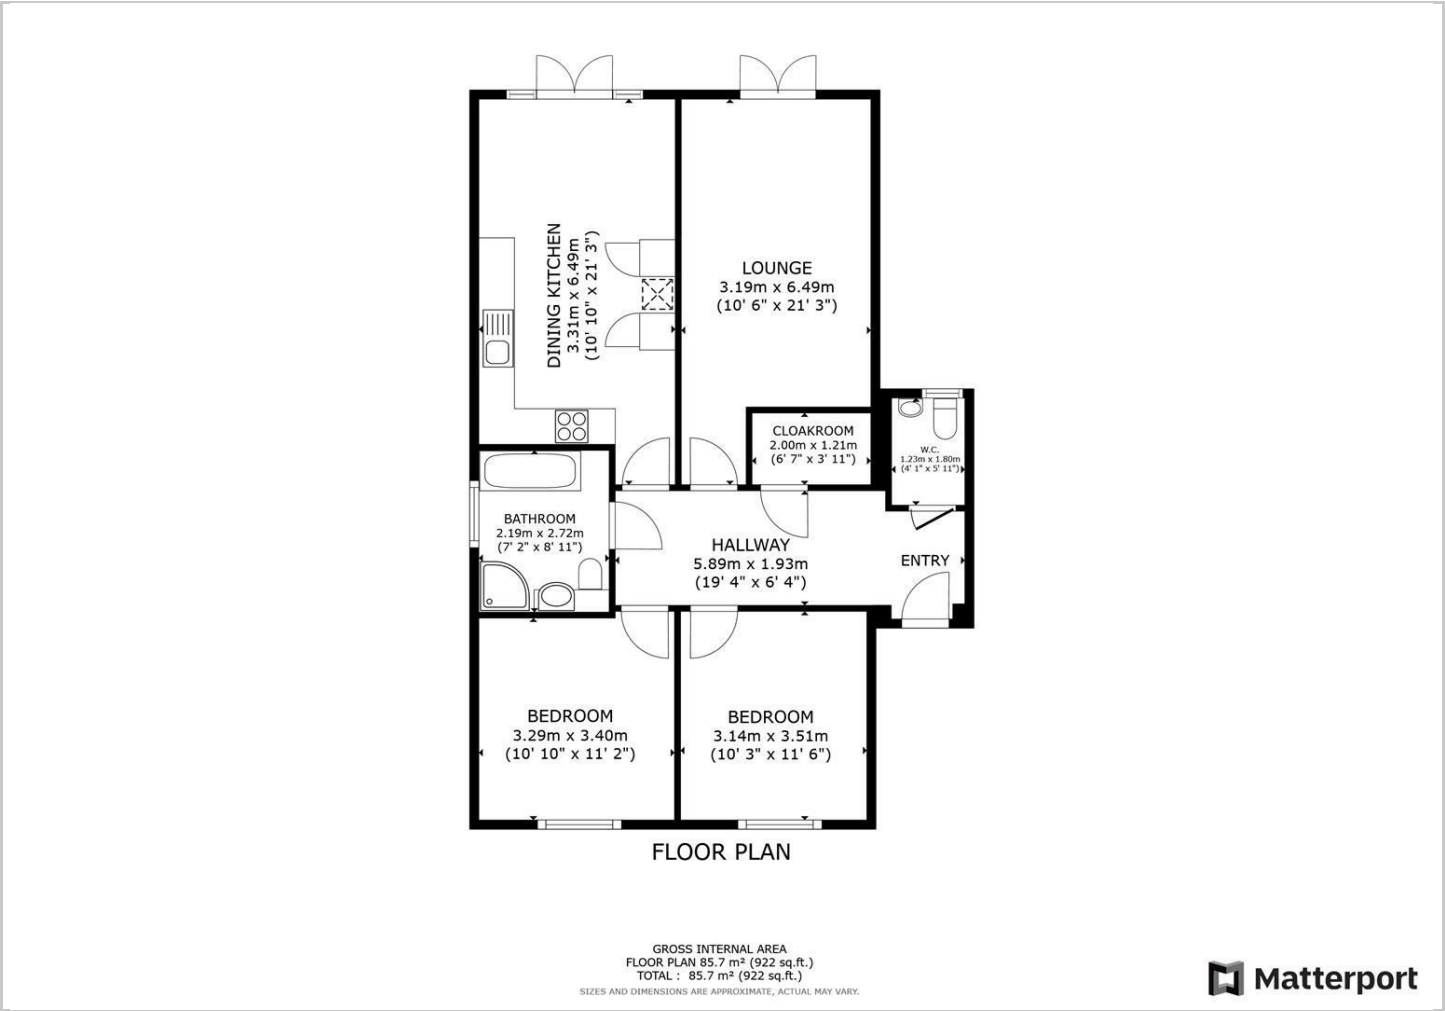 DINING KITCHEN
3.31m x 6.49m
(10' 10" x 21' 3")
LOUNGE
3.19m x 6.49m
(10' 6" x 21' 3")
CLOAKROOM
2.00m x 1.21m
(6' 7" x 3' 11")
W.C.
1.23m x 1.80m
(4' 1" x 5' 11")
BATHROOM
2.19m x 2.72m
(7' 2" x 8' 11")
HALLWAY
5.89m x 1.93m
(19' 4" x 6' 4")
ENTRY
BEDROOM
3.29m x 3.40m
(10' 10" x 11' 2")
BEDROOM
3.14m x 3.51m
(10' 3" x 11' 6")
FLOOR PLAN
GROSS INTERNAL AREA
FLOOR PLAN 85.7 m² (922 sq.ft.)
TOTAL : 85.7 m² (922 sq.ft.)
SIZES AND DIMENSIONS ARE APPROXIMATE, ACTUAL MAY VARY.
Matterport